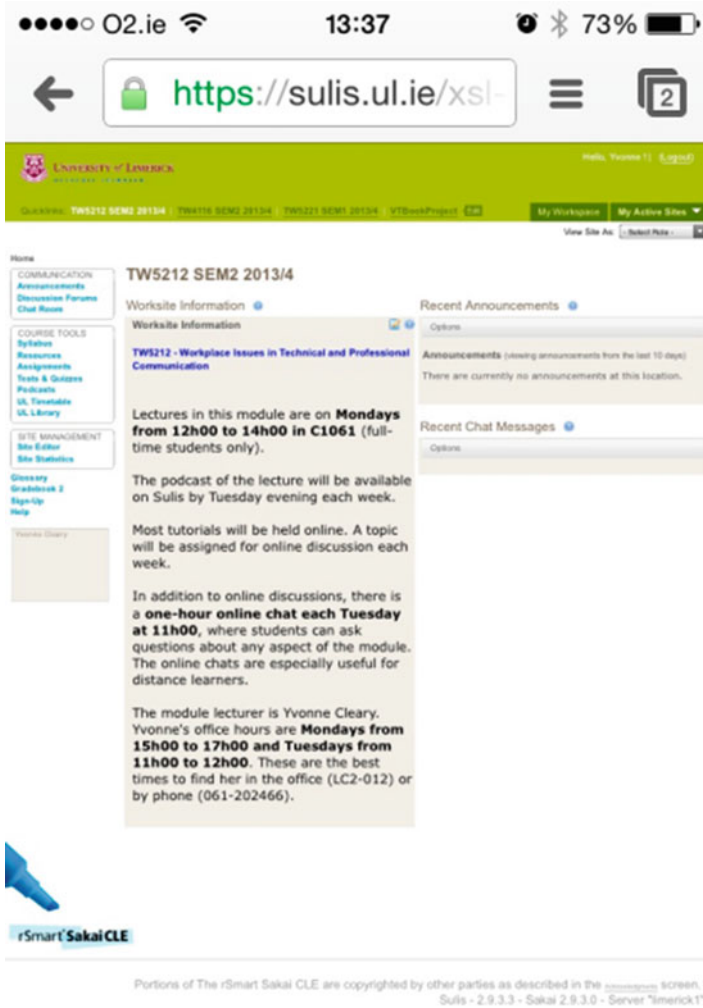 O2.ie 13:37 73%
https://sulis.ul.ie/xsl- 2
UNIVERSITY of LIMERICK
Hello, Yvonne !| (Logout)
Quicklinks: TW5212 SEM2 2013/4 | TW4116 SEM2 2013/4 | TW5221 SEM1 2013/4 | VTBookProject My Workspace My Active Sites
View Site As: - Select Role -
Home
COMMUNICATION
Announcements
Discussion Forums
Chat Room
COURSE TOOLS
Syllabus
Resources
Assignments
Tests & Quizzes
Podcasts
UL Timetable
UL Library
SITE MANAGEMENT
Site Editor
Site Statistics
Glossary
Gradebook 2
Sign-Up
Help
Yvonne Cleary
TW5212 SEM2 2013/4
Worksite Information
Worksite Information
TW5212 - Workplace Issues in Technical and Professional
Communication
Lectures in this module are on Mondays
from 12h00 to 14h00 in C1061 (full-
time students only).
The podcast of the lecture will be available
on Sulis by Tuesday evening each week.
Most tutorials will be held online. A topic
will be assigned for online discussion each
week.
In addition to online discussions, there is
a one-hour online chat each Tuesday
at 11h00, where students can ask
questions about any aspect of the module.
The online chats are especially useful for
distance learners.
The module lecturer is Yvonne Cleary.
Yvonne's office hours are Mondays from
15h00 to 17h00 and Tuesdays from
11h00 to 12h00. These are the best
times to find her in the office (LC2-012) or
by phone (061-202466).
Recent Announcements
Options
Announcements (viewing announcements from the last 10 days)
There are currently no announcements at this location.
Recent Chat Messages
Options
rSmart Sakai CLE
Portions of The rSmart Sakai CLE are copyrighted by other parties as described in the Acknowledgments screen.
Sulis - 2.9.3.3 - Sakai 2.9.3.0 - Server "limerick1"